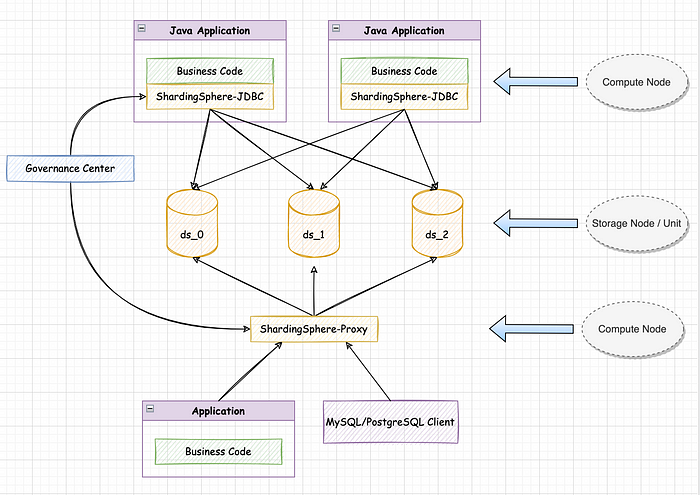 Java Application
Java Application
Business Code
Business Code
ShardingSphere-JDBC
ShardingSphere-JDBC
Compute Node
Governance Center
ds_0
ds_1
ds_2
Storage Node / Unit
ShardingSphere-Proxy
Compute Node
Application
Business Code
MySQL/PostgreSQL Client